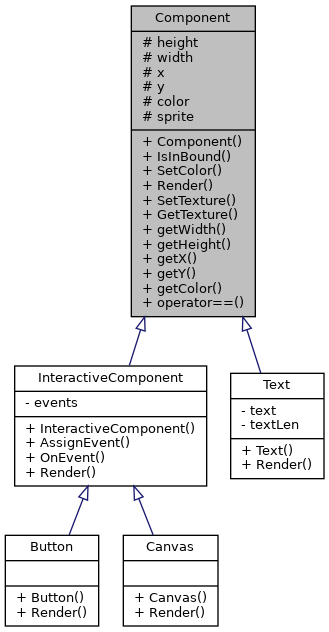 Component
# height
# width
# x
# y
# color
# sprite
+ Component()
+ IsInBound()
+ SetColor()
+ Render()
+ SetTexture()
+ GetTexture()
+ getWidth()
+ getHeight()
+ getX()
+ getY()
+ getColor()
+ operator==()
InteractiveComponent
- events
+ InteractiveComponent()
+ AssignEvent()
+ OnEvent()
+ Render()
Text
- text
- textLen
+ Text()
+ Render()
Button
+ Button()
+ Render()
Canvas
+ Canvas()
+ Render()